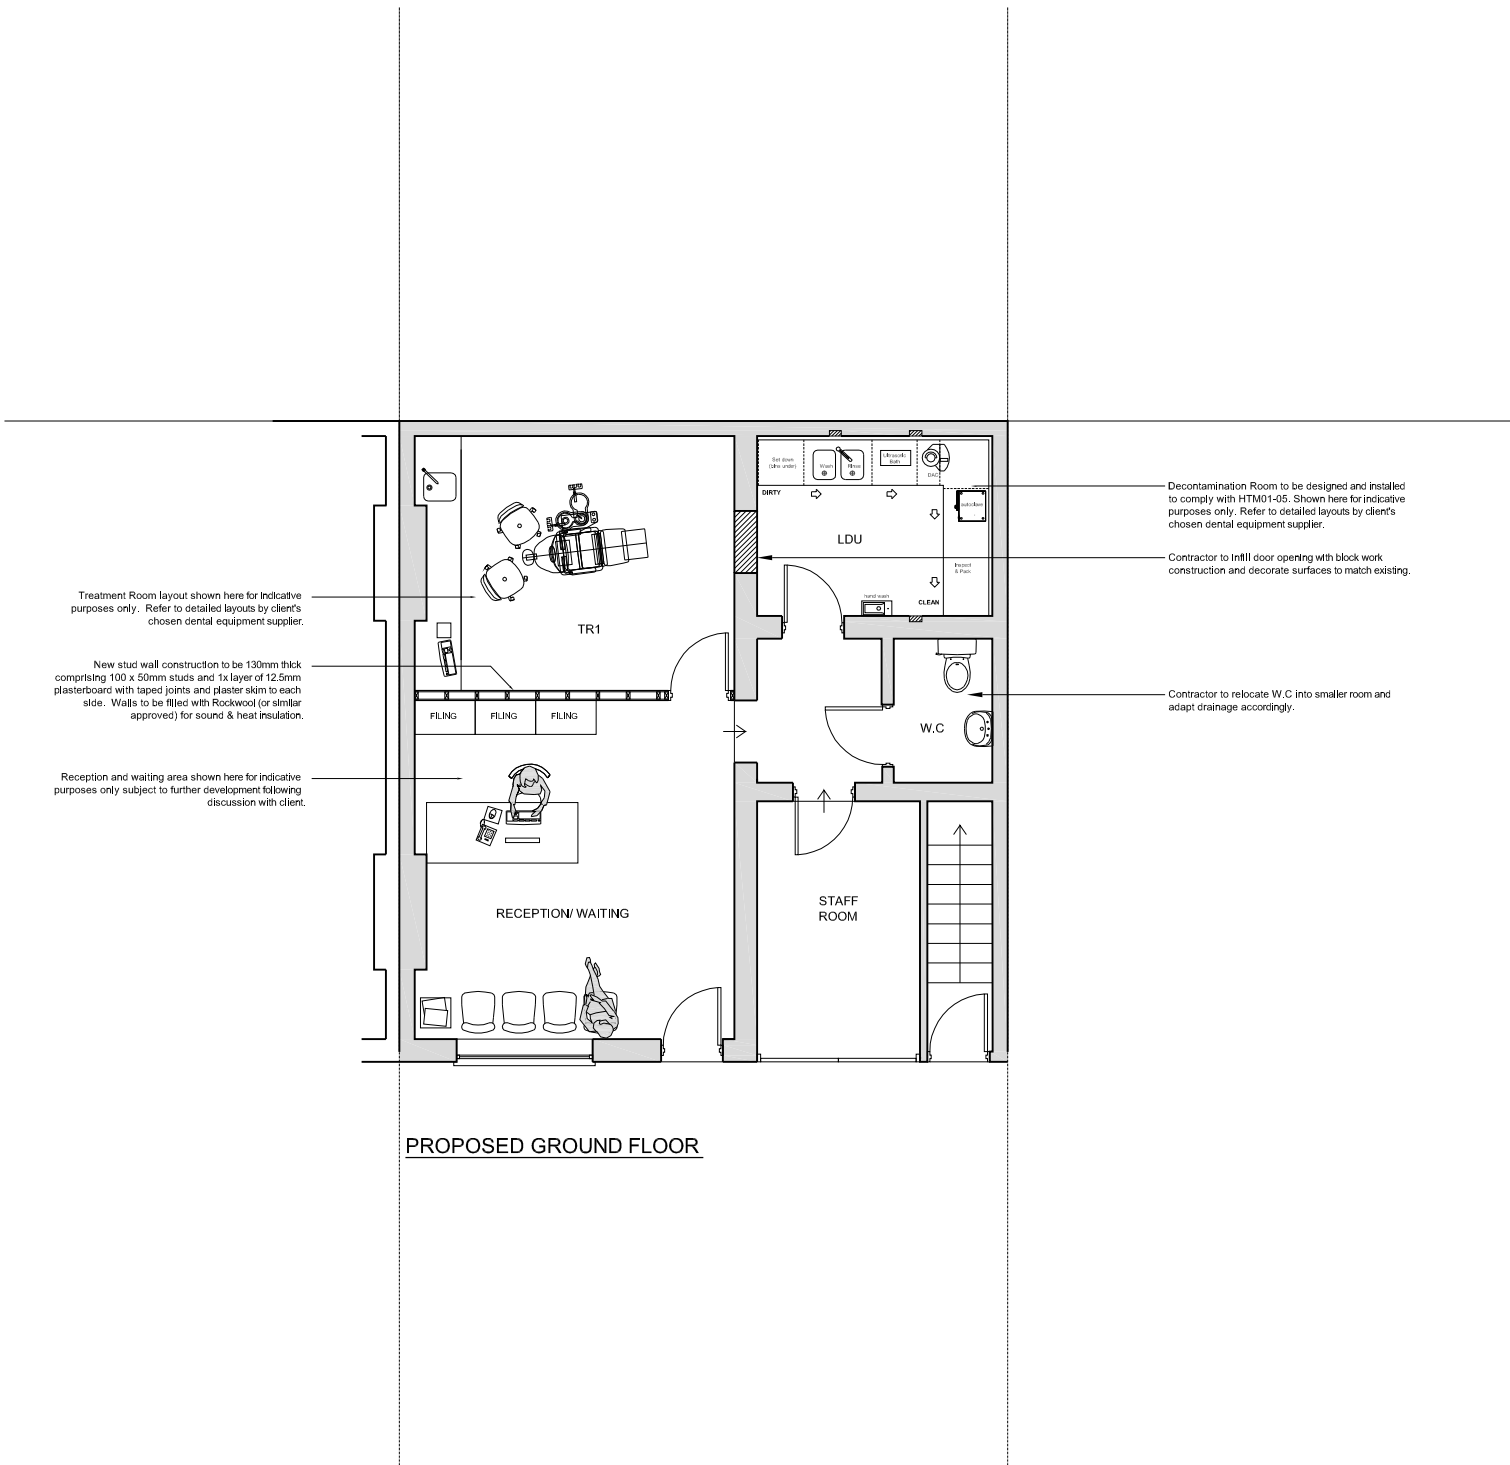 Set down
(bins under)
Wash
Rinse
Ultrasonic
Bath
DAC
DIRTY
autoclave
LDU
Inspect
& Pack
hand wash
CLEAN
Decontamination Room to be designed and installed
to comply with HTM01-05. Shown here for indicative
purposes only. Refer to detailed layouts by client's
chosen dental equipment supplier.
Contractor to infill door opening with block work
construction and decorate surfaces to match existing.
Treatment Room layout shown here for indicative
purposes only. Refer to detailed layouts by client's
chosen dental equipment supplier.
TR1
New stud wall construction to be 130mm thick
comprising 100 x 50mm studs and 1x layer of 12.5mm
plasterboard with taped joints and plaster skim to each
side. Walls to be filled with Rockwool (or similar
approved) for sound & heat insulation.
FILING
FILING
FILING
W.C
Contractor to relocate W.C into smaller room and
adapt drainage accordingly.
Reception and waiting area shown here for indicative
purposes only subject to further development following
discussion with client.
RECEPTION/ WAITING
STAFF
ROOM
PROPOSED GROUND FLOOR